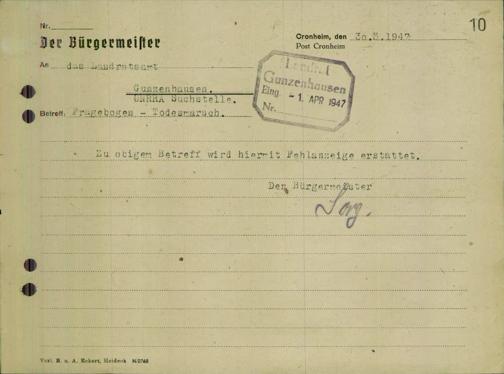 10
Nr.
Der Bürgermeister
Cronheim, den 30.3.1947
Post Cronheim
An das Landratsamt
Gunzenhausen.
UNRRA Suchstelle.
Landrat
Gunzenhausen
Eing. - 1. APR 1947
Nr.
Betreff: Fragebogen - Todesmarsch.
Zu obigem Betreff wird hiermit Fehlanzeige erstattet.
Der Bürgermeister
Verl. B. u. A. Eckert, Heideck